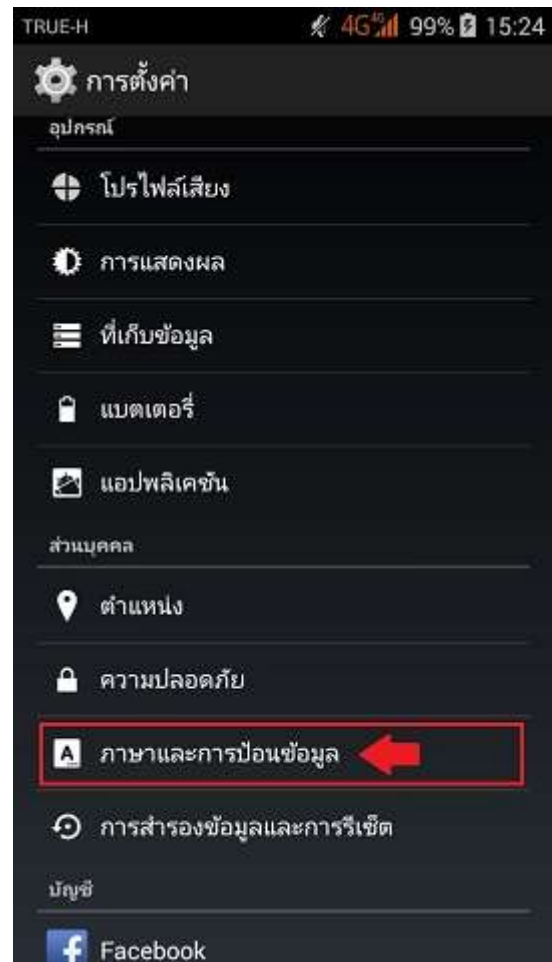 TRUE-H 4G 99% 15:24
การตั้งค่า
อุปกรณ์
โปรไฟล์เสียง
การแสดงผล
ที่เก็บข้อมูล
แบตเตอรี่
แอปพลิเคชัน
ส่วนบุคคล
ตำแหน่ง
ความปลอดภัย
A ภาษาและการป้อนข้อมูล
การสำรองข้อมูลและการรีเซ็ต
บัญชี
Facebook